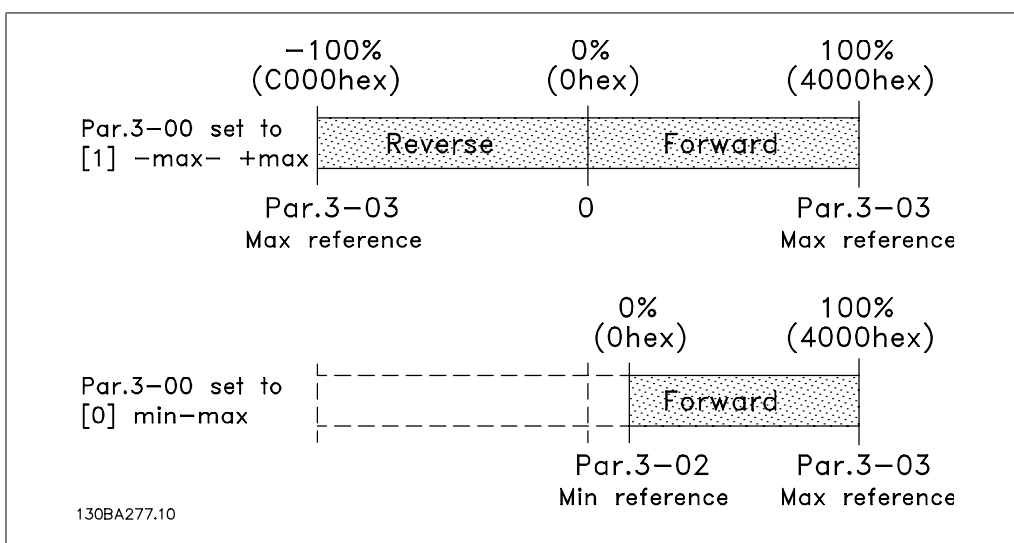 -100% 0% 100%
(C000hex) (0hex) (4000hex)
Par.3-00 set to
[1] -max- +max
Reverse Forward
Par.3-03 0 Par.3-03
Max reference Max reference
0% 100%
(0hex) (4000hex)
Par.3-00 set to
[0] min-max
Forward
Par.3-02 Par.3-03
Min reference Max reference
130BA277.10